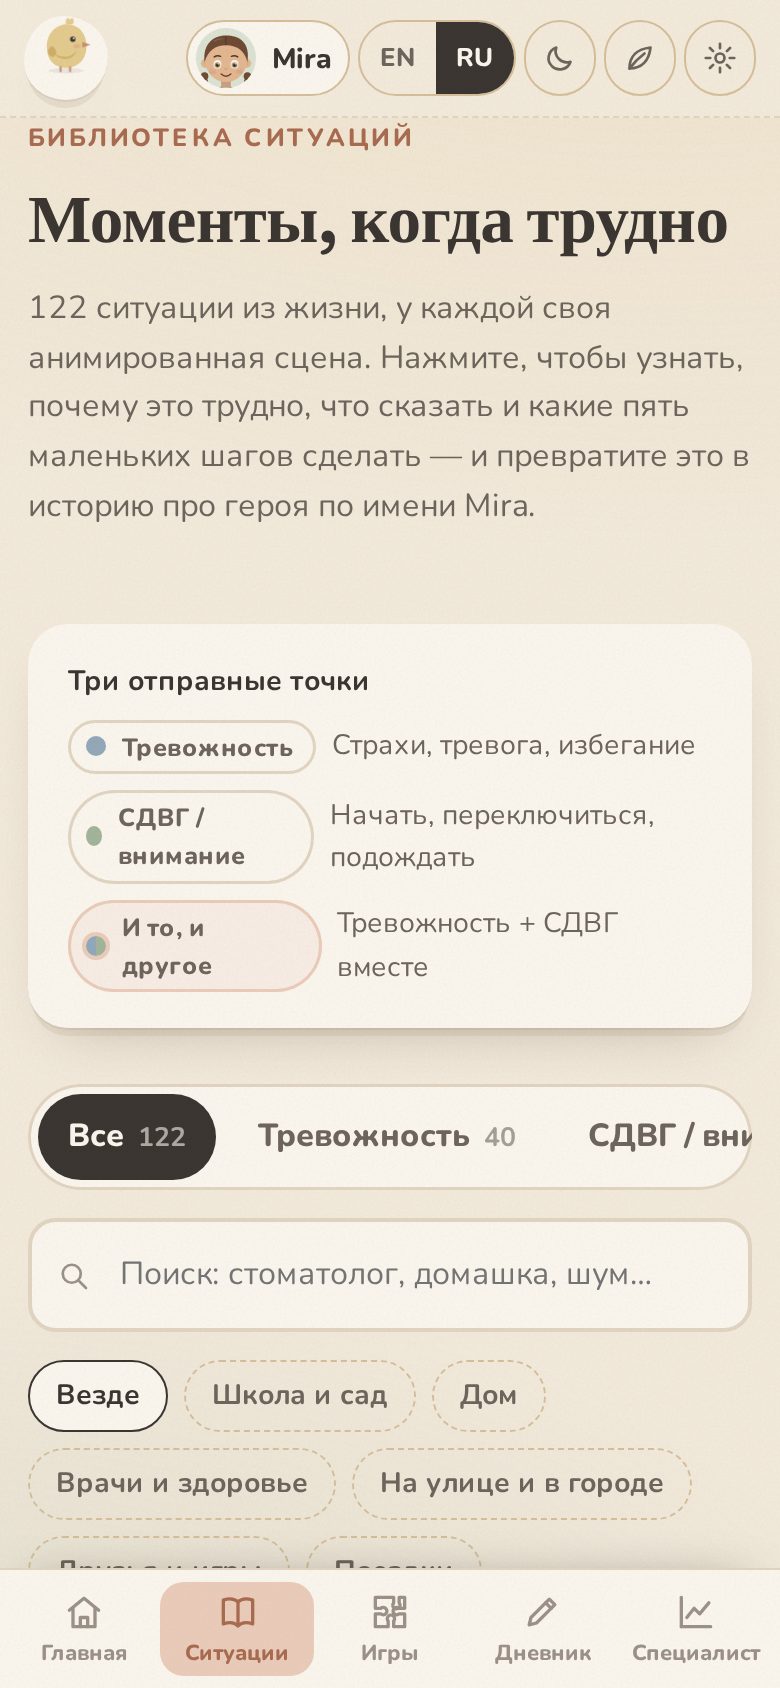 Mira
EN RU
БИБЛИОТЕКА СИТУАЦИЙ
Моменты, когда трудно
122 ситуации из жизни, у каждой своя
анимированная сцена. Нажмите, чтобы узнать,
почему это трудно, что сказать и какие пять
маленьких шагов сделать — и превратите это в
историю про героя по имени Mira.
Три отправные точки
Тревожность Страхи, тревога, избегание
СДВГ /
внимание
Начать, переключиться,
подождать
И то, и
другое
Тревожность + СДВГ
вместе
Все 122 Тревожность 40 СДВГ / вни
Поиск: стоматолог, домашка, шум...
Везде Школа и сад Дом
Врачи и здоровье На улице и в городе
Друзья и игры Поездки
Главная Ситуации Игры Дневник Специалист